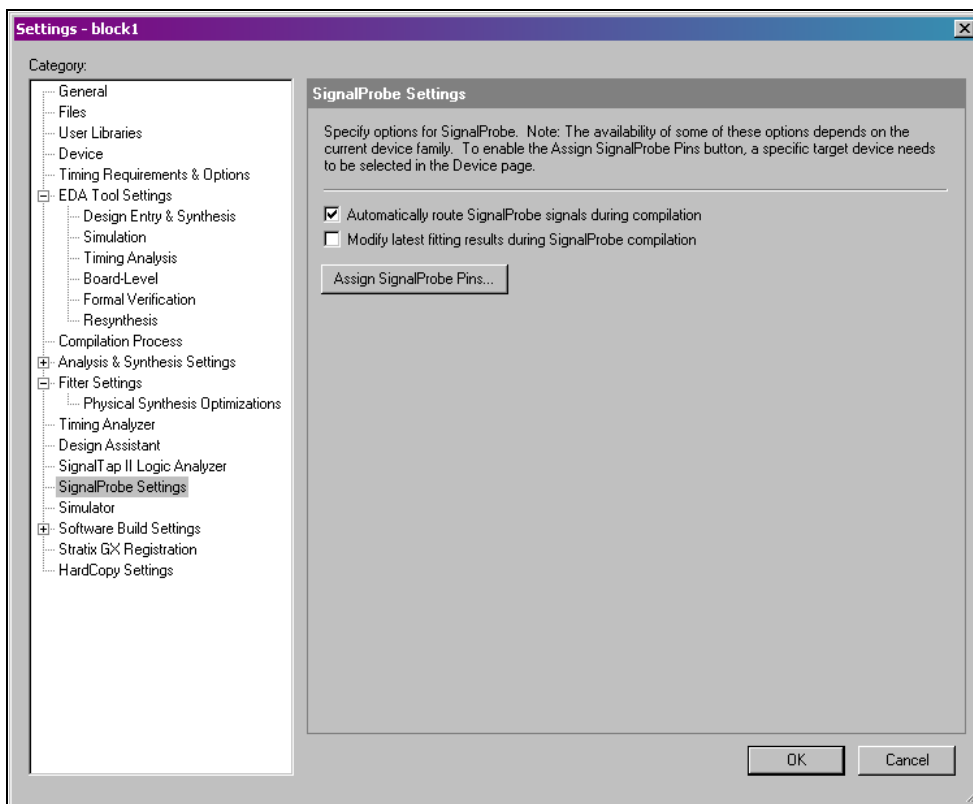 Settings - block1
Category:
General
Files
User Libraries
Device
Timing Requirements & Options
EDA Tool Settings
Design Entry & Synthesis
Simulation
Timing Analysis
Board-Level
Formal Verification
Resynthesis
Compilation Process
Analysis & Synthesis Settings
Fitter Settings
Physical Synthesis Optimizations
Timing Analyzer
Design Assistant
SignalTap II Logic Analyzer
SignalProbe Settings
Simulator
Software Build Settings
Stratix GX Registration
HardCopy Settings
SignalProbe Settings
Specify options for SignalProbe. Note: The availability of some of these options depends on the
current device family. To enable the Assign SignalProbe Pins button, a specific target device needs
to be selected in the Device page.
Automatically route SignalProbe signals during compilation
Modify latest fitting results during SignalProbe compilation
Assign SignalProbe Pins...
OK
Cancel